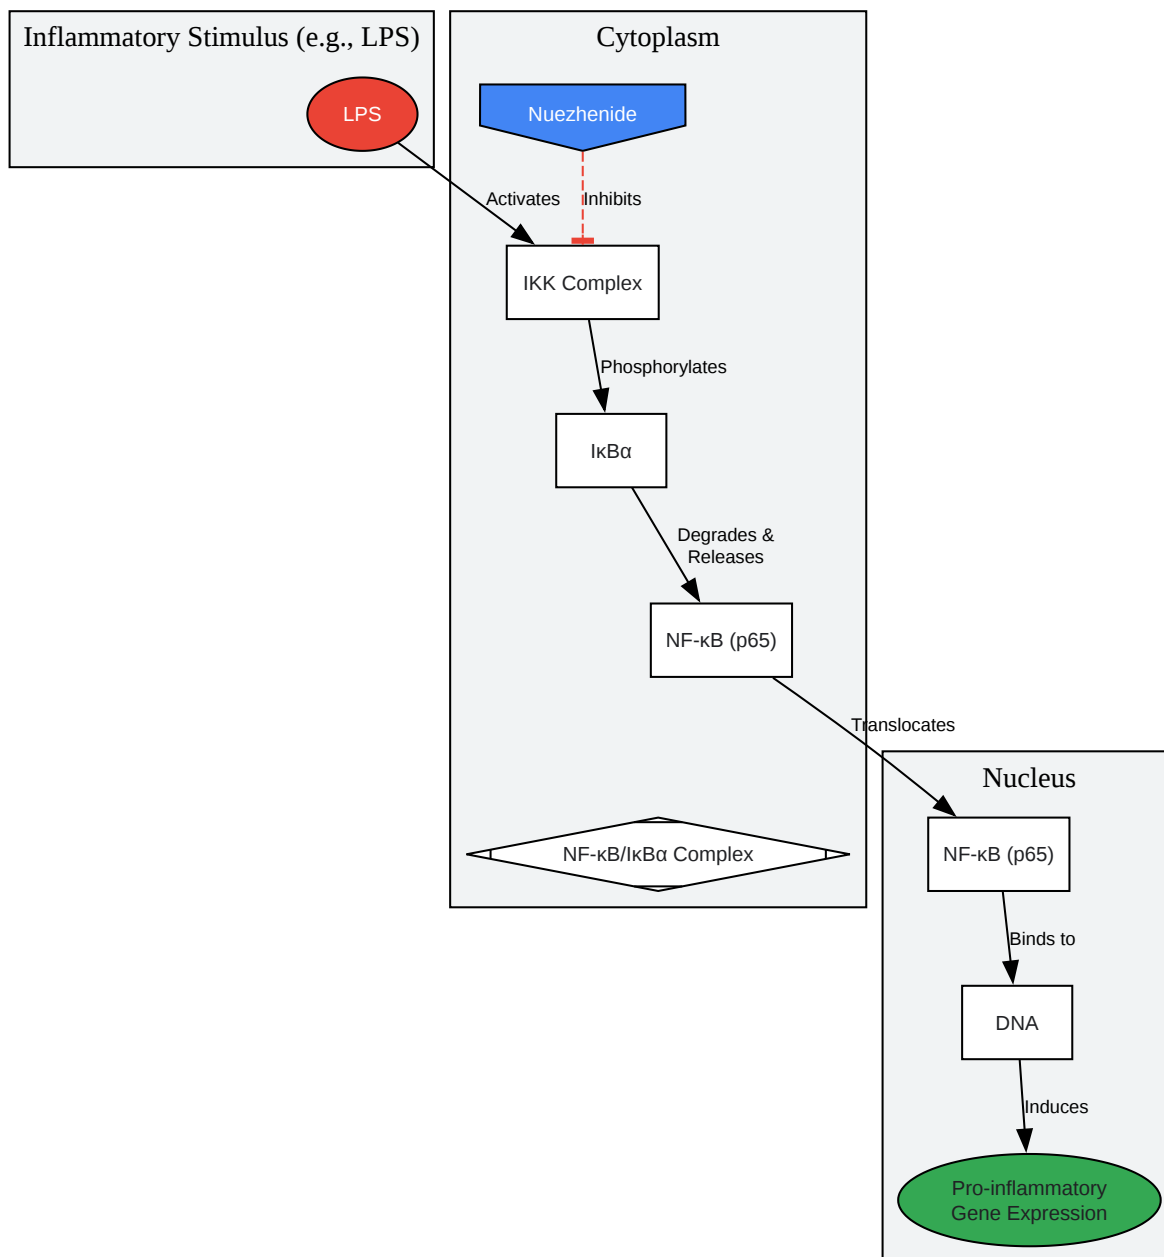 Inflammatory Stimulus (e.g., LPS)
Cytoplasm
LPS
Nuezhenide
Activates
Inhibits
IKK Complex
Phosphorylates
IκBα
Degrades &
Releases
NF-κB (p65)
Translocates
Nucleus
NF-κB/IκBα Complex
NF-κB (p65)
Binds to
DNA
Induces
Pro-inflammatory
Gene Expression